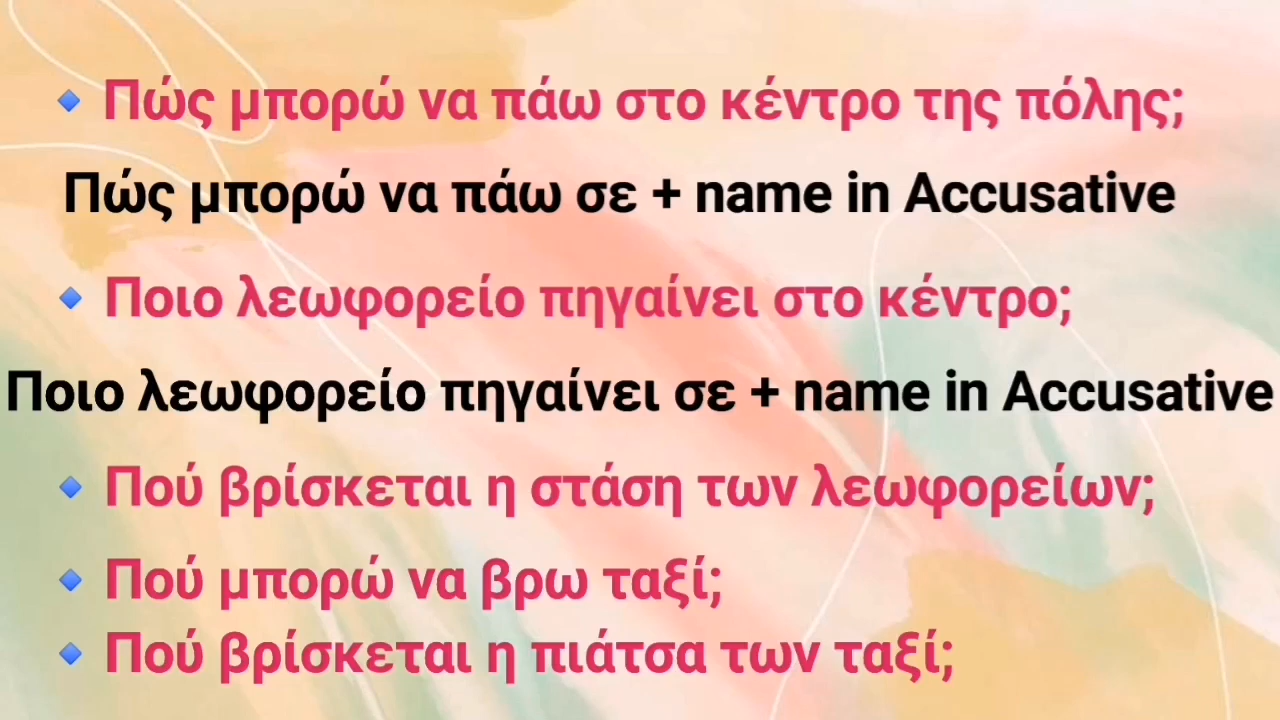 Πώς μπορώ να πάω στο κέντρο της πόλης;
Πώς μπορώ να πάω σε + name in Accusative
Ποιο λεωφορείο πηγαίνει στο κέντρο;
Ποιο λεωφορείο πηγαίνει σε + name in Accusative
Πού βρίσκεται η στάση των λεωφορείων;
Πού μπορώ να βρω ταξί;
Πού βρίσκεται η πιάτσα των ταξί;